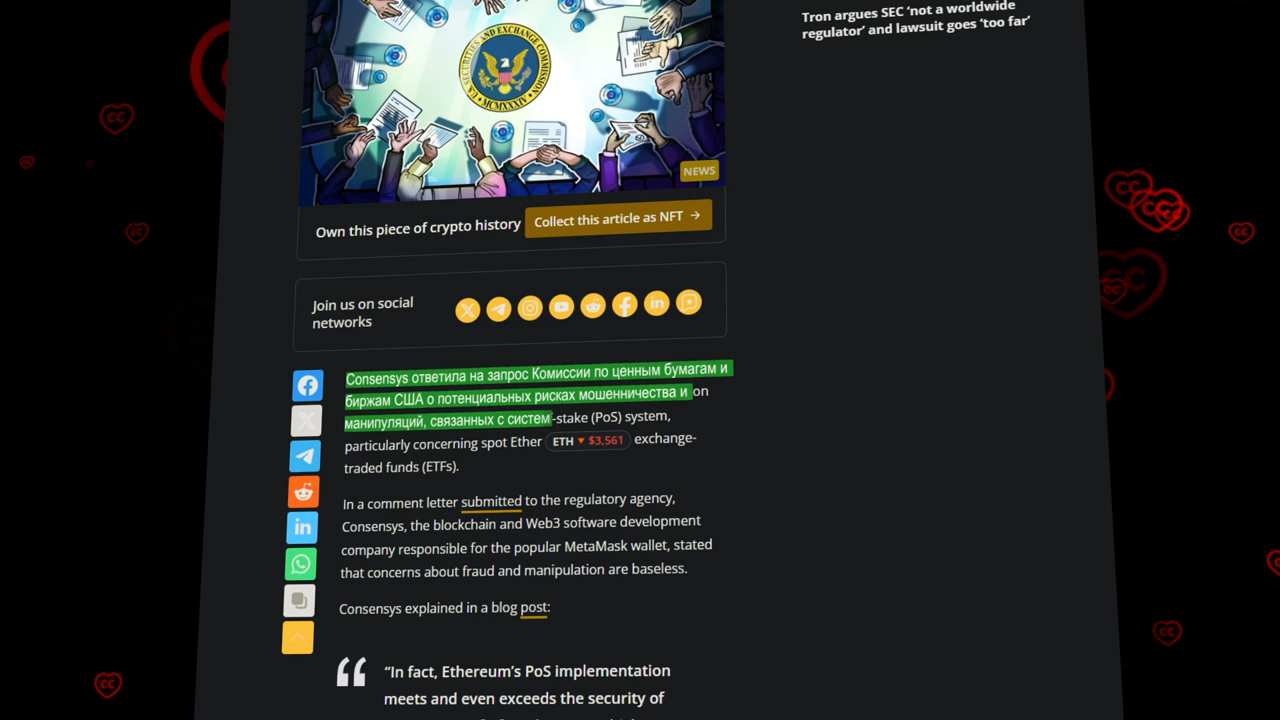 Tron argues SEC ‘not a worldwide
regulator’ and lawsuit goes ‘too far’
U.S. SECURITIES AND EXCHANGE COMMISSION
MCMXXXIV
NEWS
Own this piece of crypto history
Collect this article as NFT →
Join us on social
networks
Consensys ответила на запрос Комиссии по ценным бумагам и
биржам США о потенциальных рисках мошенничества и on
манипуляций, связанных с систем-stake (PoS) system,
particularly concerning spot Ether ETH ▼ $3,561 exchange-
traded funds (ETFs).
In a comment letter submitted to the regulatory agency,
Consensys, the blockchain and Web3 software development
company responsible for the popular MetaMask wallet, stated
that concerns about fraud and manipulation are baseless.
Consensys explained in a blog post:
“In fact, Ethereum’s PoS implementation
meets and even exceeds the security of